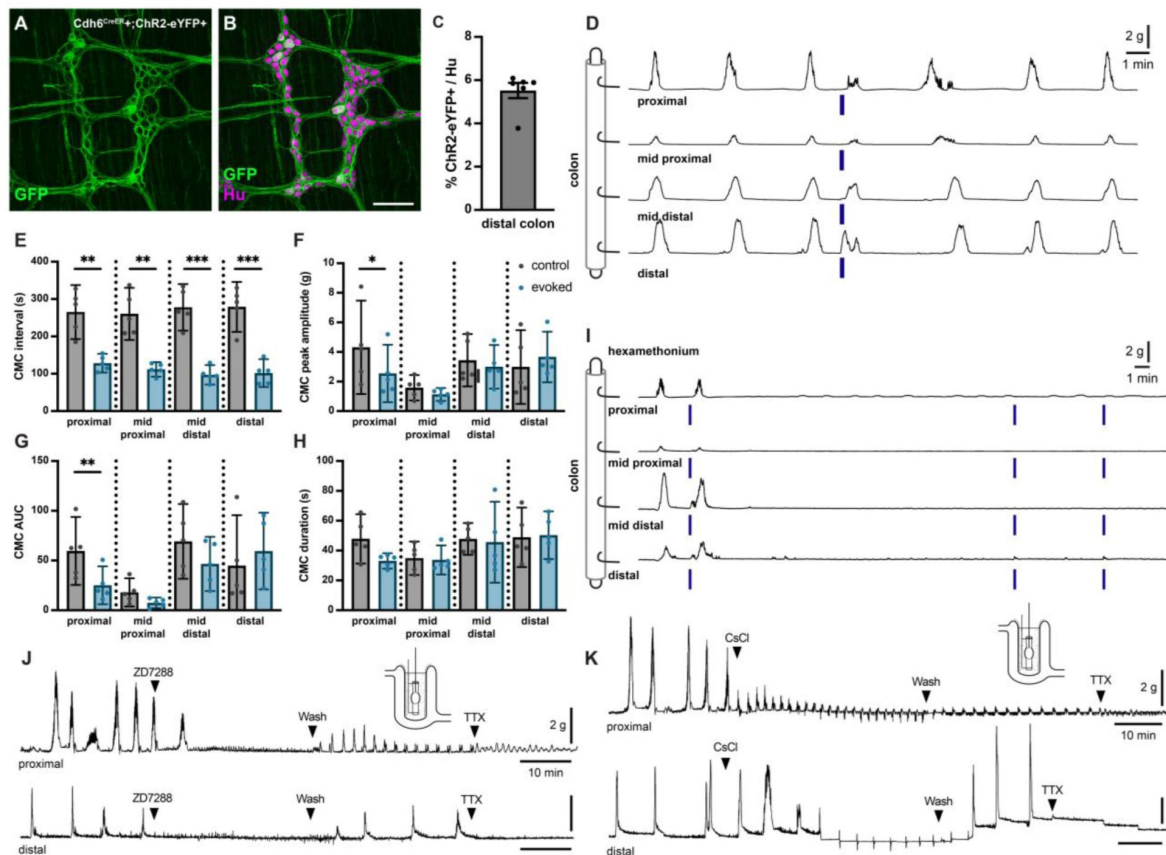 A
Cdh6CreER+;ChR2-eYFP+
GFP
B
GFP
Hu
C
% ChR2-eYFP+ / Hu
8
6
4
2
0
distal colon
D
2 g
1 min
colon
proximal
mid proximal
mid distal
distal
E
CMC interval (s)
400
300
200
100
0
**
**
***
***
proximal
mid proximal
mid distal
distal
F
CMC peak amplitude (g)
10
8
6
4
2
0
*
control
evoked
proximal
mid proximal
mid distal
distal
G
CMC AUC
150
100
50
0
**
proximal
mid proximal
mid distal
distal
H
CMC duration (s)
100
80
60
40
20
0
proximal
mid proximal
mid distal
distal
I
hexamethonium
2 g
1 min
colon
proximal
mid proximal
mid distal
distal
J
ZD7288
Wash
TTX
2 g
proximal
10 min
ZD7288
Wash
TTX
distal
K
CsCl
Wash
TTX
2 g
proximal
10 min
CsCl
Wash
TTX
distal